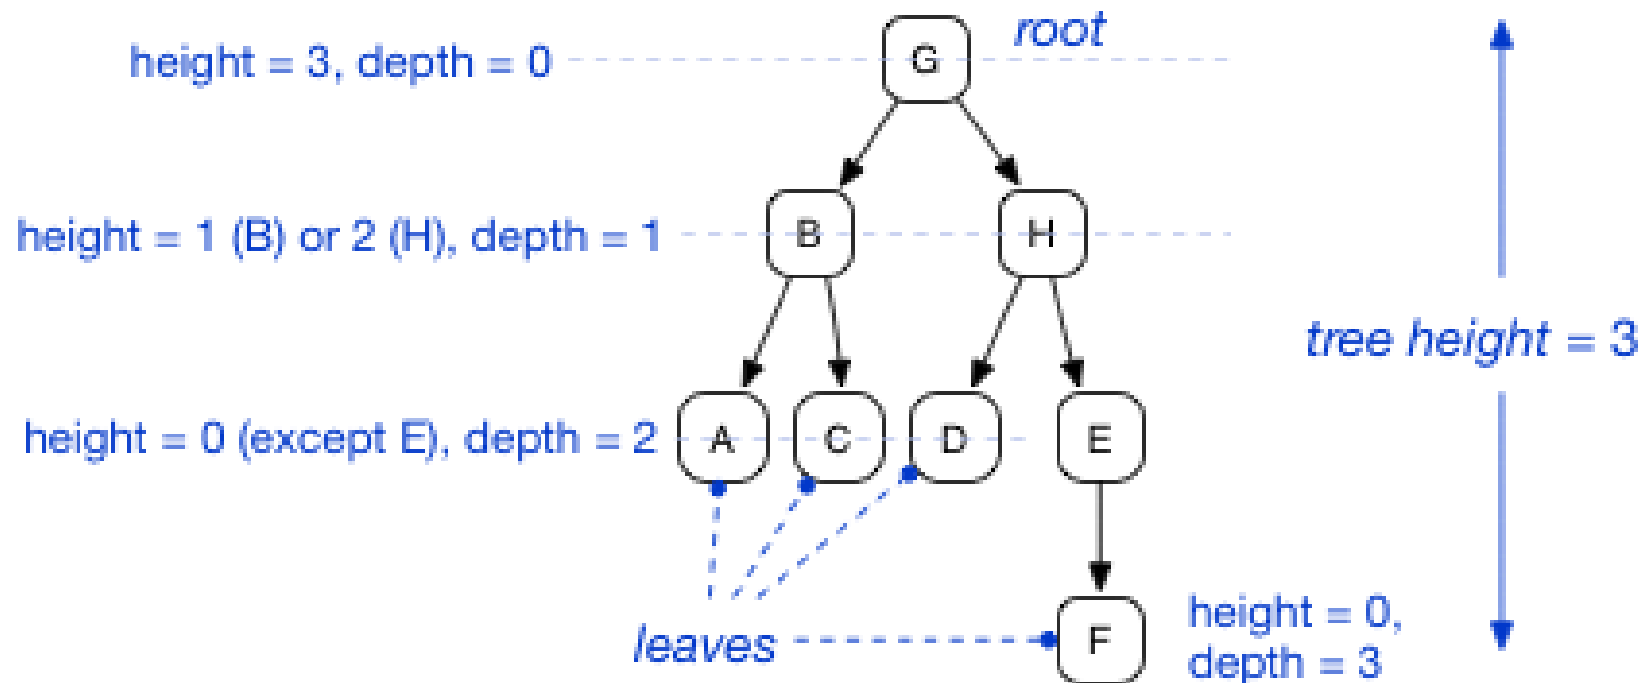 root
height = 3, depth = 0
G
height = 1 (B) or 2 (H), depth = 1
B
H
tree height = 3
height = 0 (except E), depth = 2
A
C
D
E
leaves
F
height = 0,
depth = 3